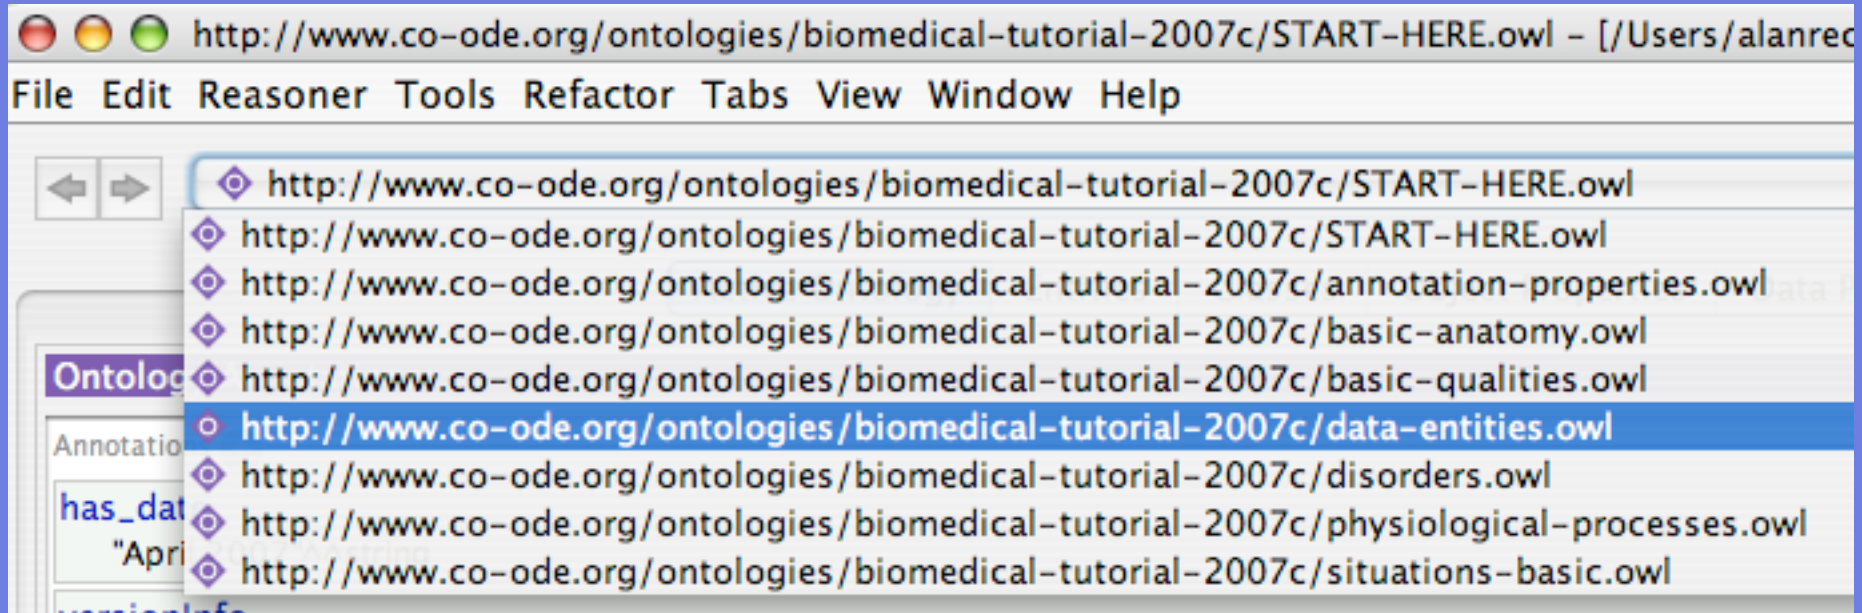 http://www.co-ode.org/ontologies/biomedical-tutorial-2007c/START-HERE.owl – [/Users/alanrec
File Edit Reasoner Tools Refactor Tabs View Window Help
http://www.co-ode.org/ontologies/biomedical-tutorial-2007c/START-HERE.owl
http://www.co-ode.org/ontologies/biomedical-tutorial-2007c/START-HERE.owl
http://www.co-ode.org/ontologies/biomedical-tutorial-2007c/annotation-properties.owl
http://www.co-ode.org/ontologies/biomedical-tutorial-2007c/basic-anatomy.owl
http://www.co-ode.org/ontologies/biomedical-tutorial-2007c/basic-qualities.owl
http://www.co-ode.org/ontologies/biomedical-tutorial-2007c/data-entities.owl
http://www.co-ode.org/ontologies/biomedical-tutorial-2007c/disorders.owl
http://www.co-ode.org/ontologies/biomedical-tutorial-2007c/physiological-processes.owl
http://www.co-ode.org/ontologies/biomedical-tutorial-2007c/situations-basic.owl
Ontolog
Annotatio
has_dat
"Apri
versionInfo